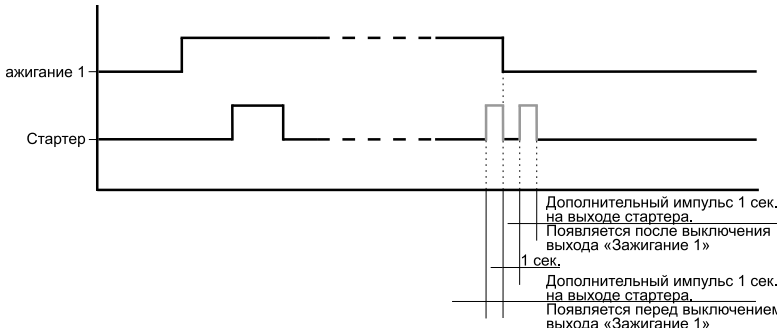 ажигание 1
Стартер
Дополнительный импульс 1 сек.
на выходе стартера.
Появляется после выключения
выхода «Зажигание 1»
1 сек.
Дополнительный импульс 1 сек.
на выходе стартера.
Появляется перед выключением
выхода «Зажигание 1»